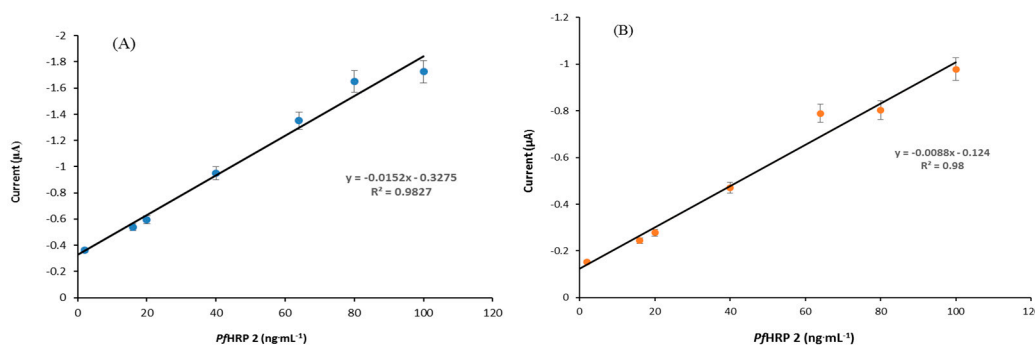 (A)
-2
-1.8
-1.6
-1.4
-1.2
-1
-0.8
-0.6
-0.4
-0.2
0
Current (µA)
y = -0.0152x - 0.3275
R² = 0.9827
0 20 40 60 80 100 120
PfHRP 2 (ng·mL⁻¹)
(B)
-1.2
-1
-0.8
-0.6
-0.4
-0.2
0
Current (µA)
y = -0.0088x - 0.124
R² = 0.98
0 20 40 60 80 100 120
PfHRP 2 (ng·mL⁻¹)